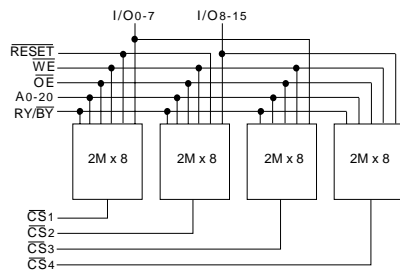 I/O0-7 I/O8-15
RESET
WE
OE
A0-20
RY/BY
2M x 8 2M x 8 2M x 8 2M x 8
CS1
CS2
CS3
CS4